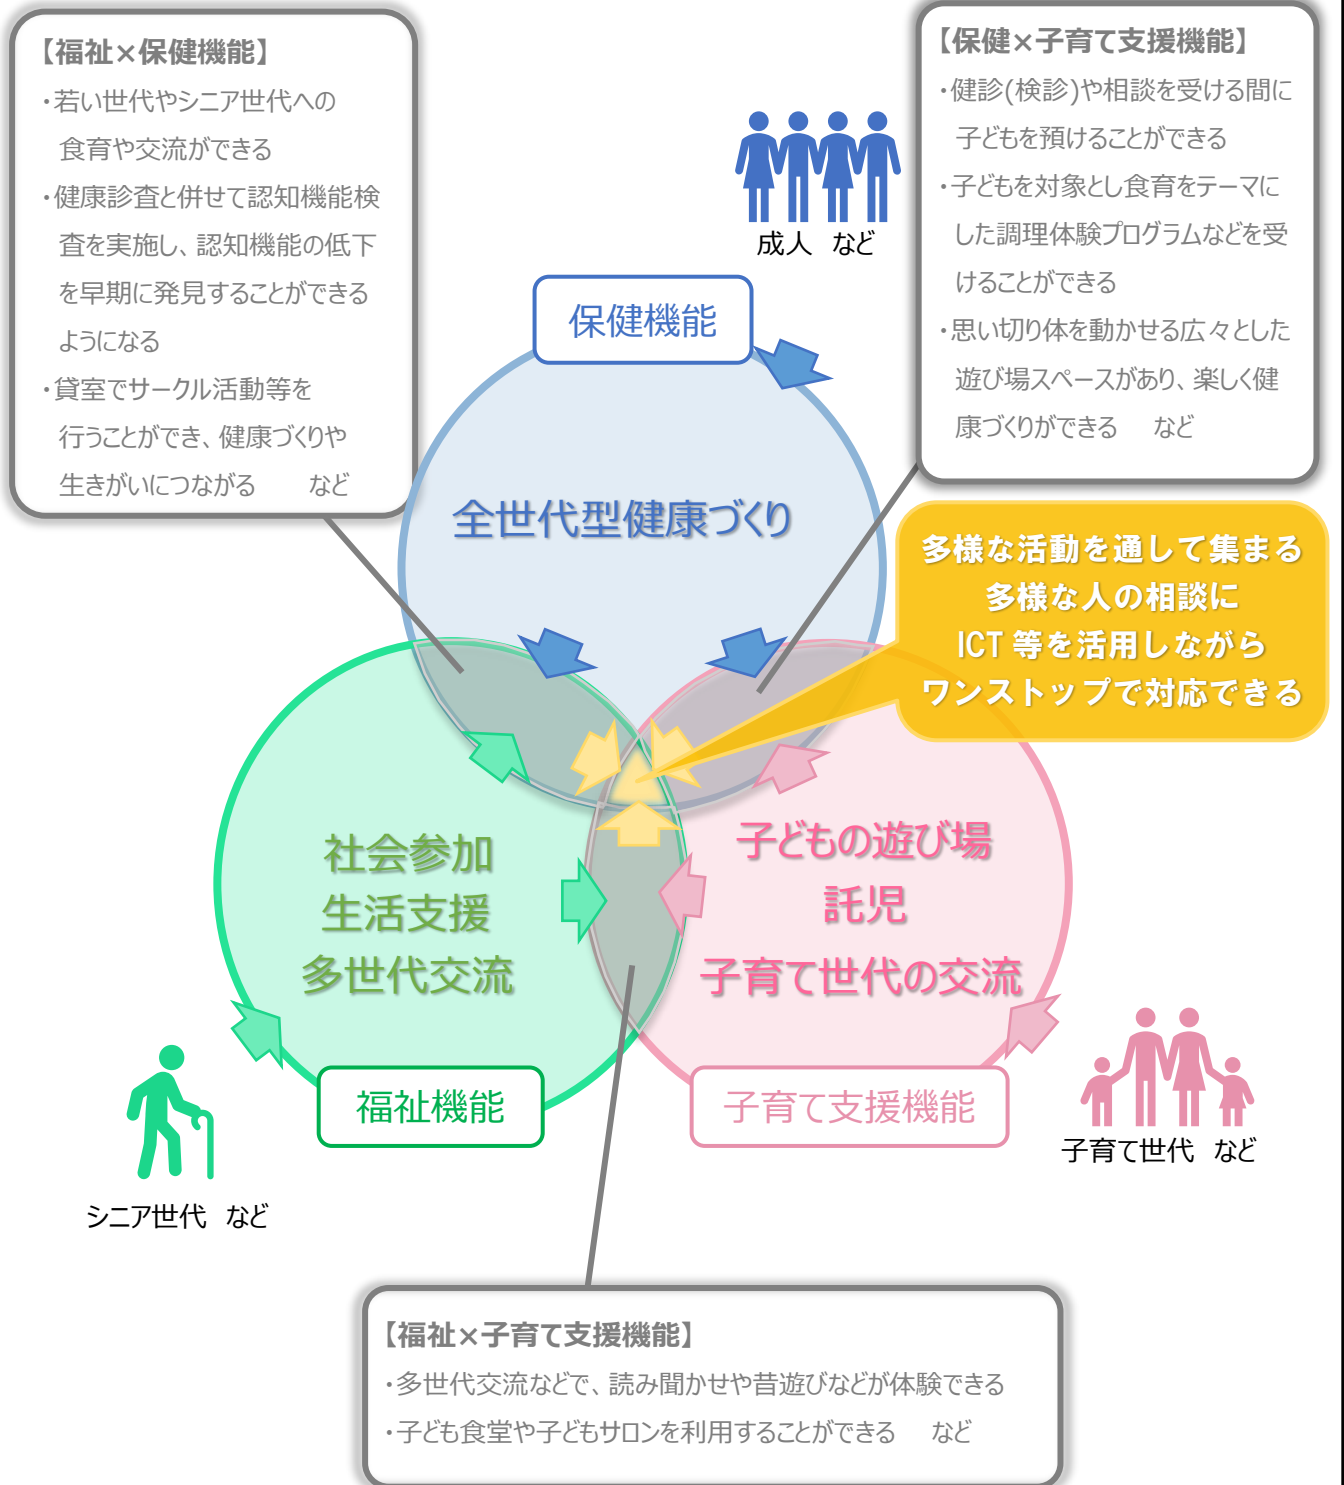 【福祉×保健機能】
・若い世代やシニア世代への
食育や交流ができる
・健康診査と併せて認知機能検
査を実施し、認知機能の低下
を早期に発見することができる
ようになる
・貸室でサークル活動等を
行うことができ、健康づくりや
生きがいにつながる　など
【保健×子育て支援機能】
・健診(検診)や相談を受ける間に
子どもを預けることができる
・子どもを対象とし食育をテーマに
した調理体験プログラムなどを受
けることができる
・思い切り体を動かせる広々とした
遊び場スペースがあり、楽しく健
康づくりができる　など
成人　など
保健機能
全世代型健康づくり
多様な活動を通して集まる
多様な人の相談に
ICT 等を活用しながら
ワンストップで対応できる
社会参加
生活支援
多世代交流
子どもの遊び場
託児
子育て世代の交流
福祉機能
子育て支援機能
シニア世代　など
子育て世代　など
【福祉×子育て支援機能】
・多世代交流などで、読み聞かせや昔遊びなどが体験できる
・子ども食堂や子どもサロンを利用することができる　など